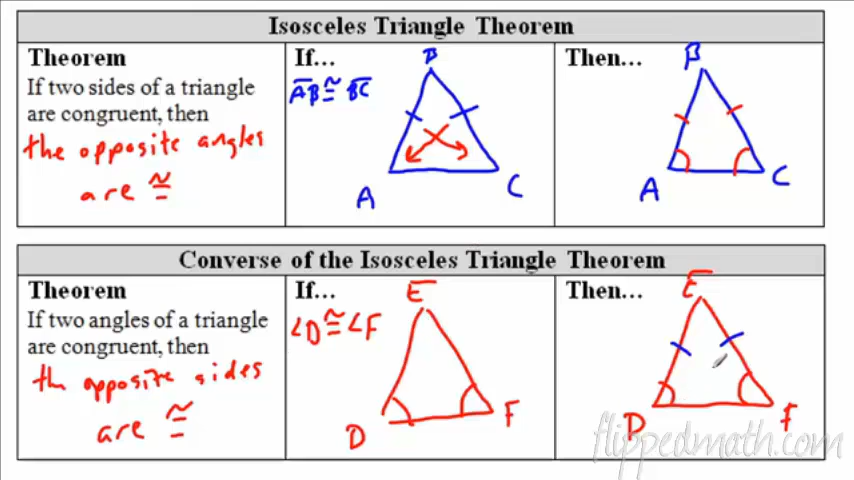 Isosceles Triangle Theorem
Theorem
If two sides of a triangle
are congruent, then
the opposite angles
are ≅
If...
B
AB≅BC
A
C
Then...
B
A
C
Converse of the Isosceles Triangle Theorem
Theorem
If two angles of a triangle
are congruent, then
th opposite sides
are ≅
If...
E
∠D≅∠F
D
F
Then...
E
D
F
flippedmath.com